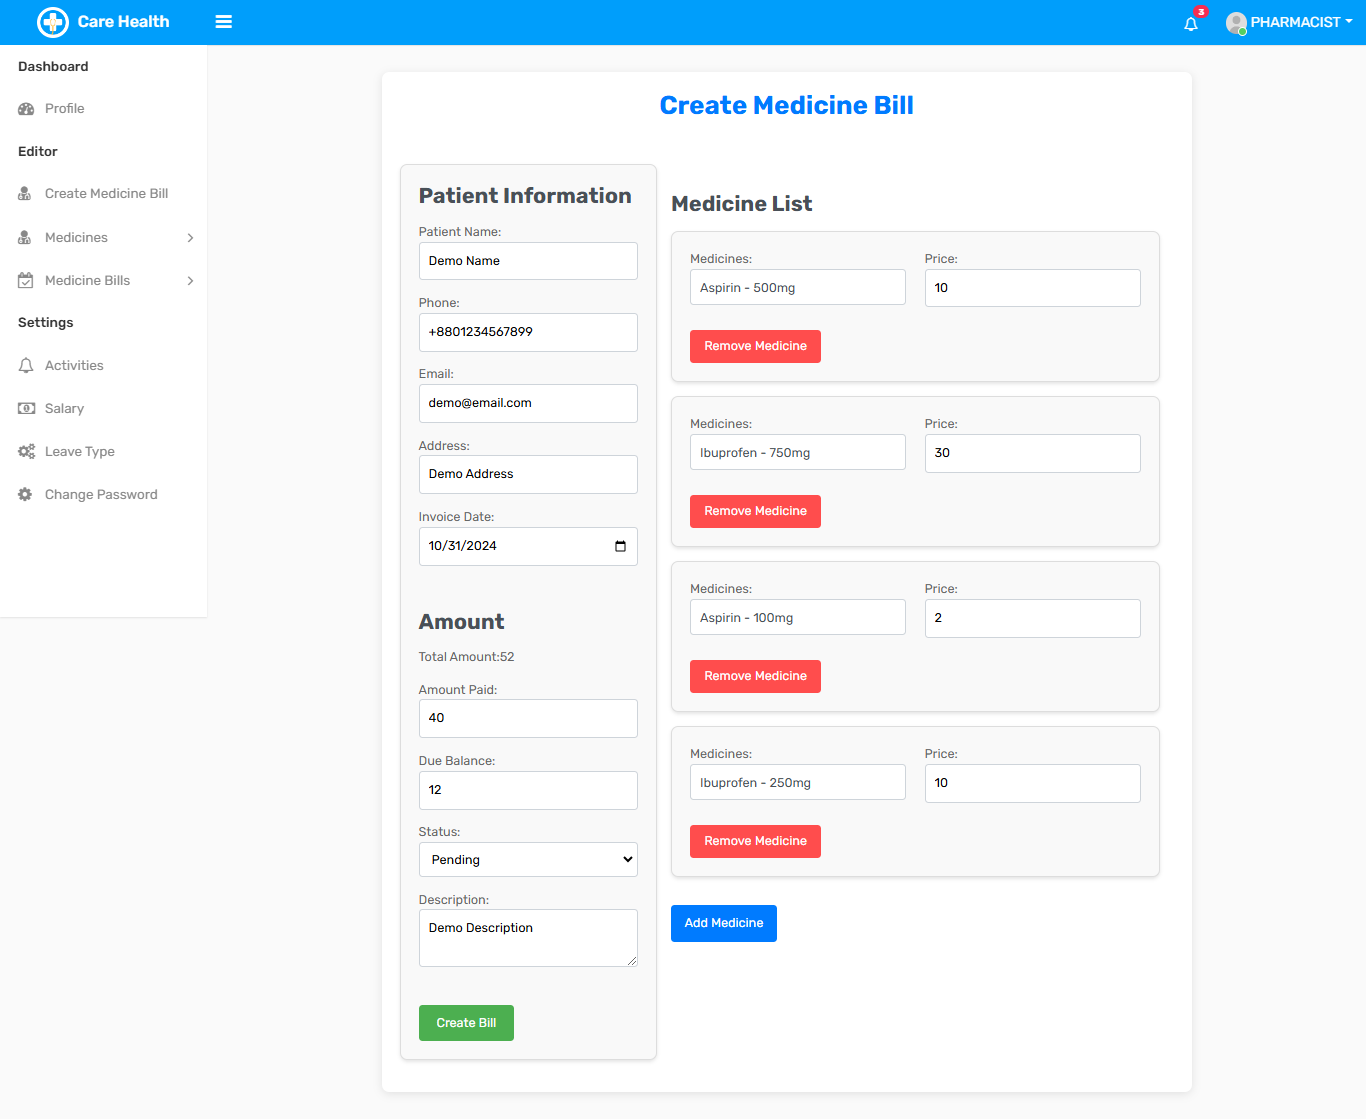 Care Health
3
PHARMACIST
Dashboard
Profile
Editor
Create Medicine Bill
Medicines
Medicine Bills
Settings
Activities
Salary
Leave Type
Change Password
Create Medicine Bill
Patient Information
Patient Name:
Demo Name
Phone:
+8801234567899
Email:
demo@email.com
Address:
Demo Address
Invoice Date:
10/31/2024
Amount
Total Amount:52
Amount Paid:
40
Due Balance:
12
Status:
Pending
Description:
Demo Description
Create Bill
Medicine List
Medicines: Price:
Aspirin - 500mg 10
Remove Medicine
Medicines: Price:
Ibuprofen - 750mg 30
Remove Medicine
Medicines: Price:
Aspirin - 100mg 2
Remove Medicine
Medicines: Price:
Ibuprofen - 250mg 10
Remove Medicine
Add Medicine